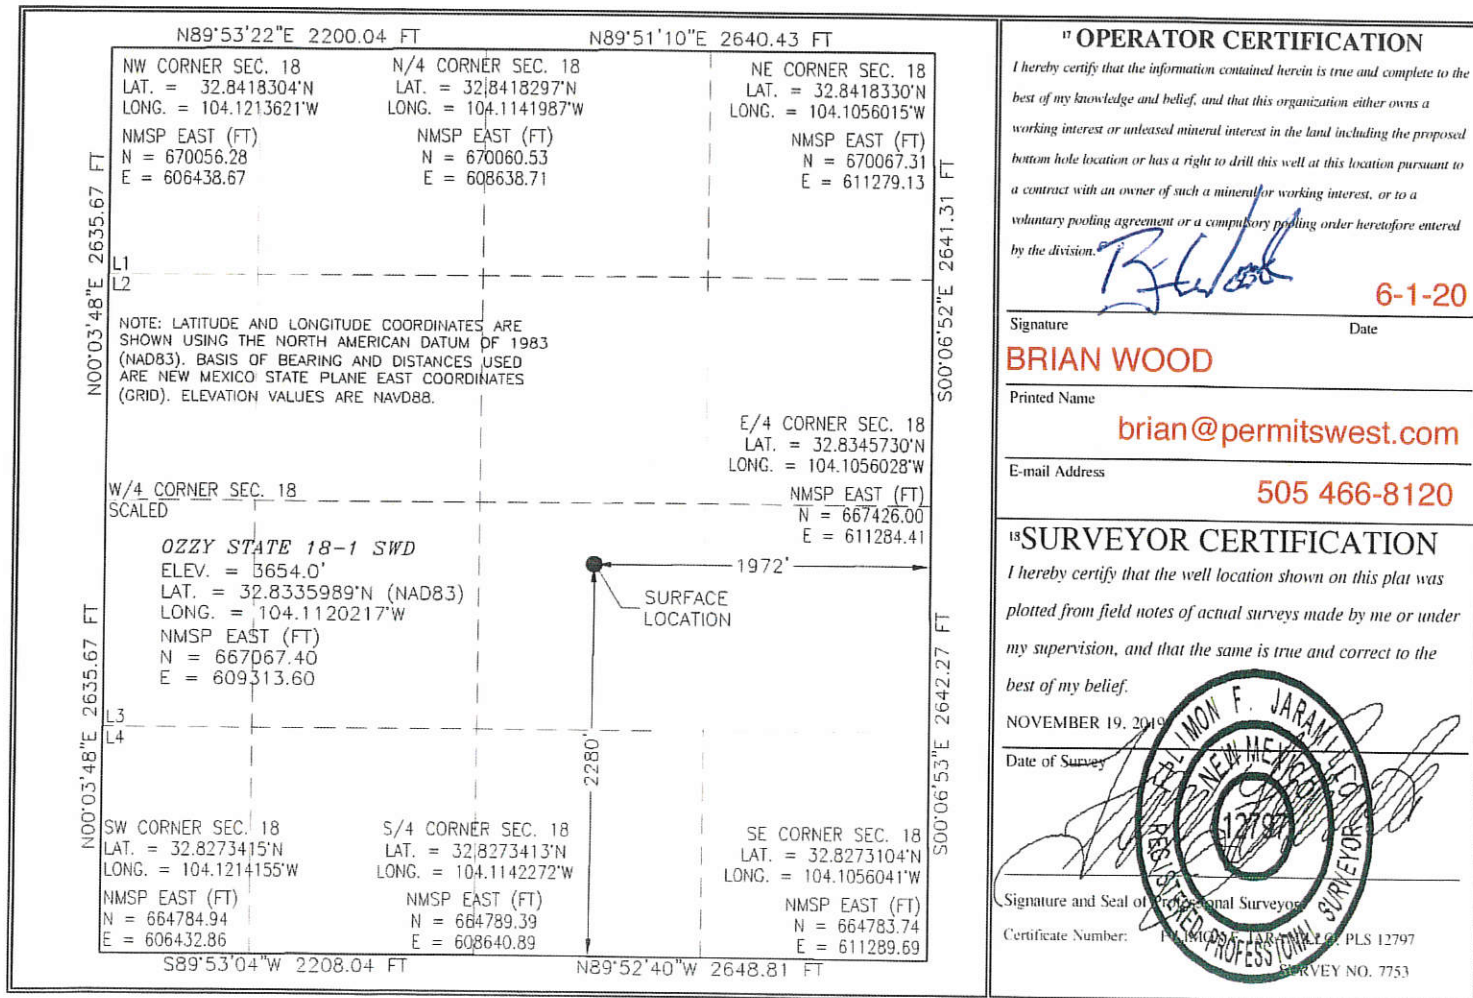 N89°53'22"E 2200.04 FT
N89°51'10"E 2640.43 FT
NW CORNER SEC. 18
LAT. = 32.8418304°N
LONG. = 104.1213621°W
NMSP EAST (FT)
N = 670056.28
E = 606438.67
N/4 CORNER SEC. 18
LAT. = 32.8418297°N
LONG. = 104.1141987°W
NMSP EAST (FT)
N = 670060.53
E = 608638.71
NE CORNER SEC. 18
LAT. = 32.8418330°N
LONG. = 104.1056015°W
NMSP EAST (FT)
N = 670067.31
E = 611279.13
N00°03'48"E 2635.67 FT
S00°06'52"E 2641.31 FT
L1
L2
NOTE: LATITUDE AND LONGITUDE COORDINATES ARE
SHOWN USING THE NORTH AMERICAN DATUM OF 1983
(NAD83). BASIS OF BEARING AND DISTANCES USED
ARE NEW MEXICO STATE PLANE EAST COORDINATES
(GRID). ELEVATION VALUES ARE NAVD88.
E/4 CORNER SEC. 18
LAT. = 32.8345730°N
LONG. = 104.1056028°W
NMSP EAST (FT)
N = 667426.00
E = 611284.41
W/4 CORNER SEC. 18
SCALED
OZZY STATE 18-1 SWD
ELEV. = 3654.0'
LAT. = 32.8335989°N (NAD83)
LONG. = 104.1120217°W
NMSP EAST (FT)
N = 667067.40
E = 609313.60
1972'
SURFACE
LOCATION
2280'
N00°03'48"E 2635.67 FT
S00°06'53"E 2642.27 FT
L3
L4
SW CORNER SEC. 18
LAT. = 32.8273415°N
LONG. = 104.1214155°W
NMSP EAST (FT)
N = 664784.94
E = 606432.86
S/4 CORNER SEC. 18
LAT. = 32.8273413°N
LONG. = 104.1142272°W
NMSP EAST (FT)
N = 664789.39
E = 608640.89
SE CORNER SEC. 18
LAT. = 32.8273104°N
LONG. = 104.1056041°W
NMSP EAST (FT)
N = 664783.74
E = 611289.69
S89°53'04"W 2208.04 FT
N89°52'40"W 2648.81 FT
17 OPERATOR CERTIFICATION
I hereby certify that the information contained herein is true and complete to the
best of my knowledge and belief, and that this organization either owns a
working interest or unleased mineral interest in the land including the proposed
bottom hole location or has a right to drill this well at this location pursuant to
a contract with an owner of such a mineral or working interest, or to a
voluntary pooling agreement or a compulsory pooling order heretofore entered
by the division.
6-1-20
Signature Date
BRIAN WOOD
Printed Name
brian@permitswest.com
E-mail Address
505 466-8120
18 SURVEYOR CERTIFICATION
I hereby certify that the well location shown on this plat was
plotted from field notes of actual surveys made by me or under
my supervision, and that the same is true and correct to the
best of my belief.
NOVEMBER 19, 2019
Date of Survey
FILIMON F. JARAMILLO
NEW MEXICO
12797
REGISTERED PROFESSIONAL SURVEYOR
Signature and Seal of Professional Surveyor
Certificate Number: FILIMON F. JARAMILLO, PLS 12797
SURVEY NO. 7753